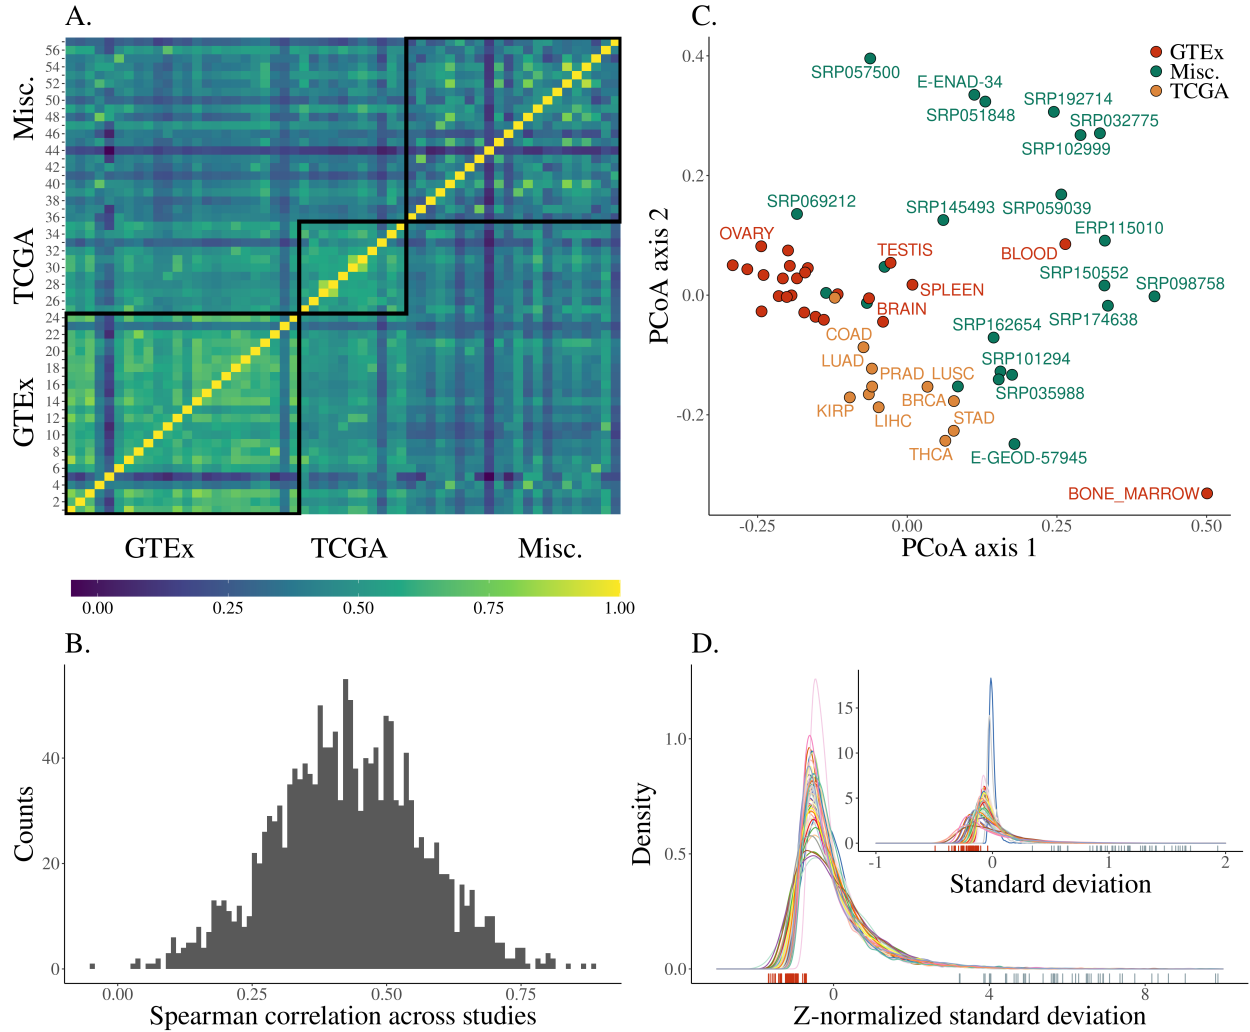 A.
Misc.
TCGA
GTEx
56
54
52
50
48
46
44
42
40
38
36
34
32
30
28
26
24
22
20
18
16
14
12
10
8
6
4
2
GTEx TCGA Misc.
0.00 0.25 0.50 0.75 1.00
B.
Counts
40
20
0
0.00 0.25 0.50 0.75
Spearman correlation across studies
C.
GTEx
Misc.
TCGA
PCoA axis 2
0.4
0.2
0.0
-0.2
SRP057500
E-ENAD-34
SRP051848
SRP192714
SRP032775
SRP102999
SRP069212
SRP145493
SRP059039
ERP115010
OVARY
TESTIS
BLOOD
SRP150552
SPLEEN
SRP098758
BRAIN
SRP174638
SRP162654
COAD
LUAD
SRP101294
PRAD LUSC
SRP035988
BRCA
KIRP
LIHC
STAD
THCA
E-GEOD-57945
BONE_MARROW
-0.25 0.00 0.25 0.50
PCoA axis 1
D.
Density
1.0
0.5
0.0
0 4 8
Z-normalized standard deviation
15
10
5
0
-1 0 1 2
Standard deviation